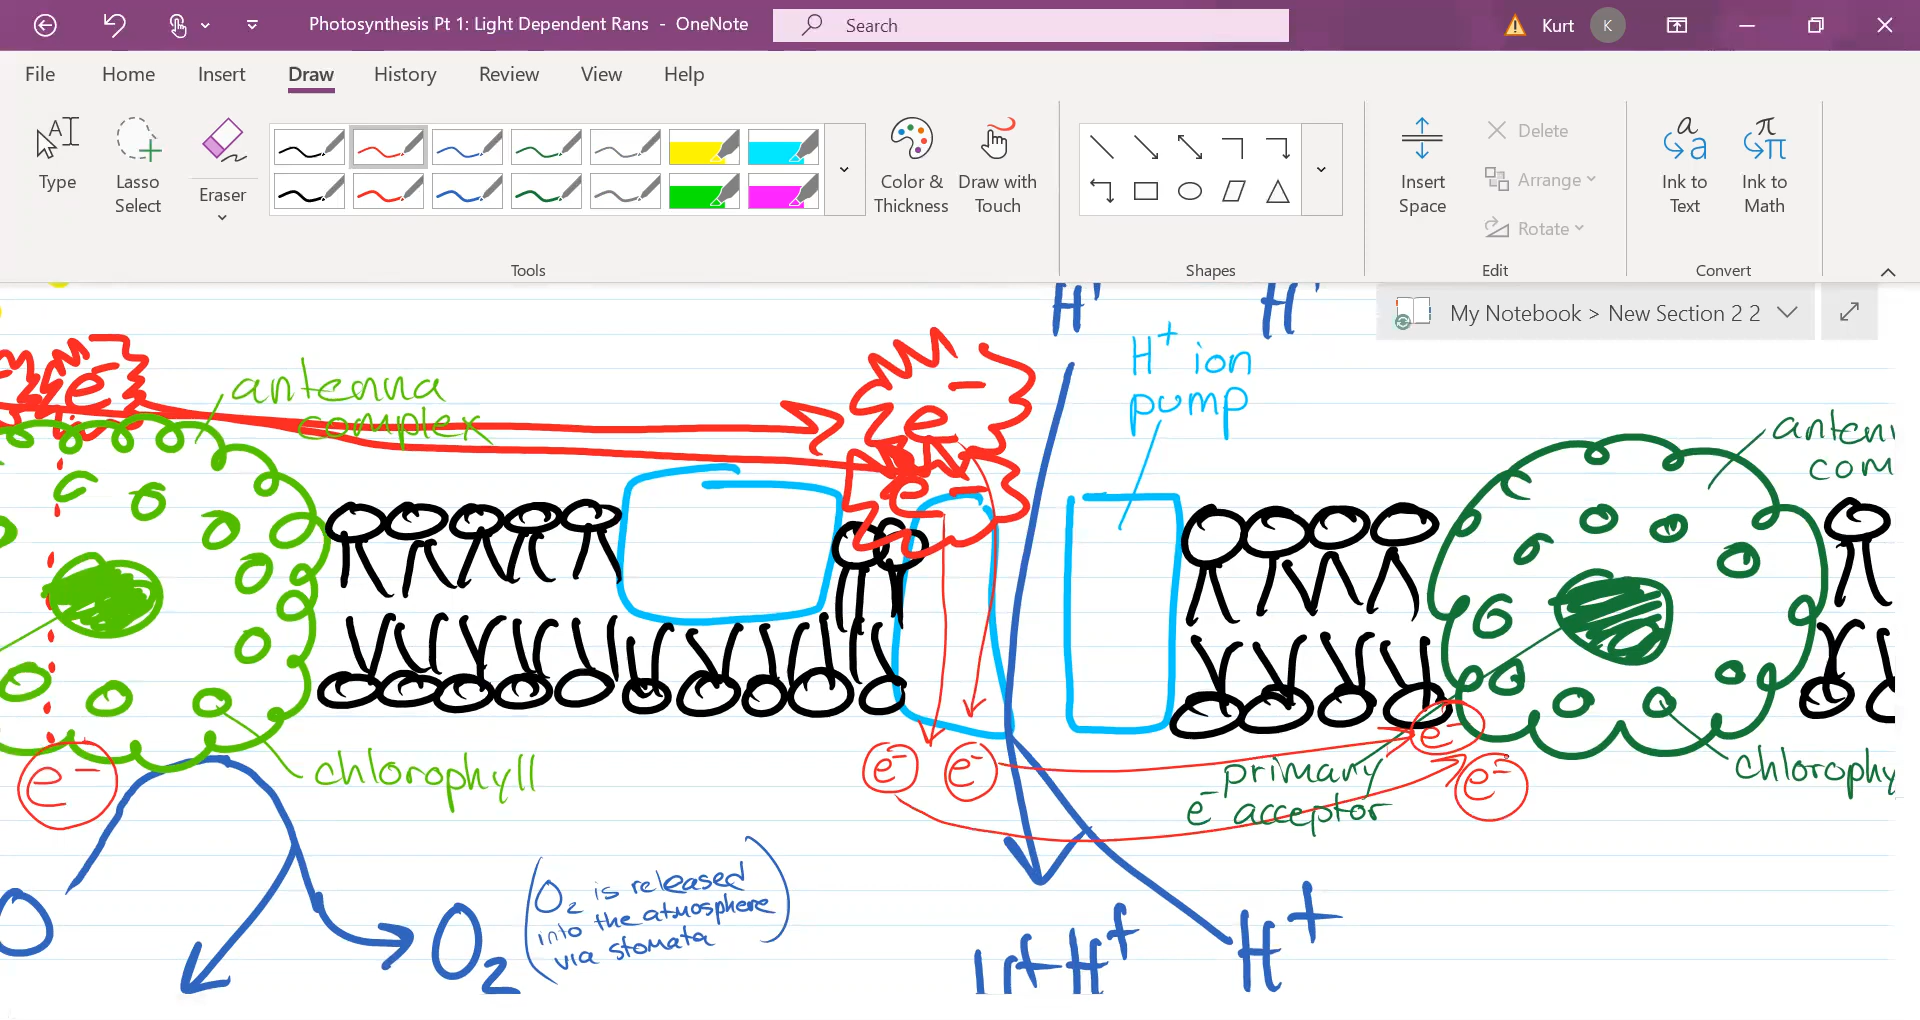 Photosynthesis Pt 1: Light Dependent Rans - OneNote
Search
Kurt
K
File
Home
Insert
Draw
History
Review
View
Help
Type
Lasso Select
Eraser
Color & Thickness
Draw with Touch
Insert Space
Delete
Arrange
Rotate
Ink to Text
Ink to Math
Tools
Shapes
Edit
Convert
My Notebook > New Section 2 2
H⁺
H⁺
H⁺ ion
pump
e⁻
antenna
complex
e⁻
e⁻
anten
com
chlorophyll
e⁻
e⁻
e⁻
e⁻
e⁻
primary
e⁻ acceptor
chlorophy
O
O₂
(O₂ is released
into the atmosphere
via stomata)
H⁺
H⁺
H⁺